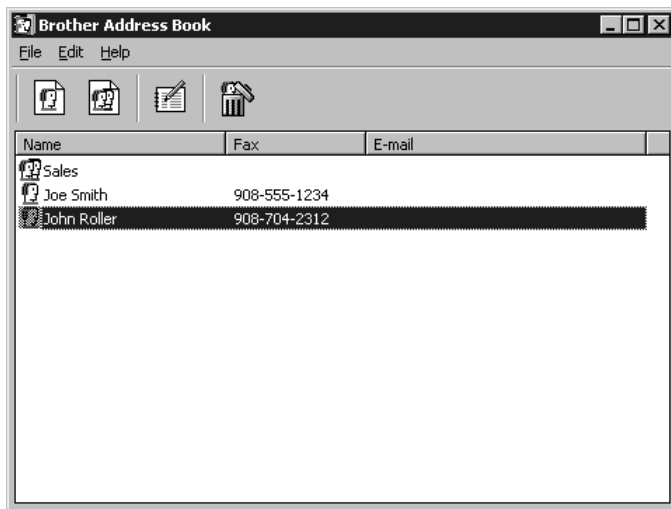 Brother Address Book
File Edit Help
Name Fax E-mail
Sales
Joe Smith 908-555-1234
John Roller 908-704-2312